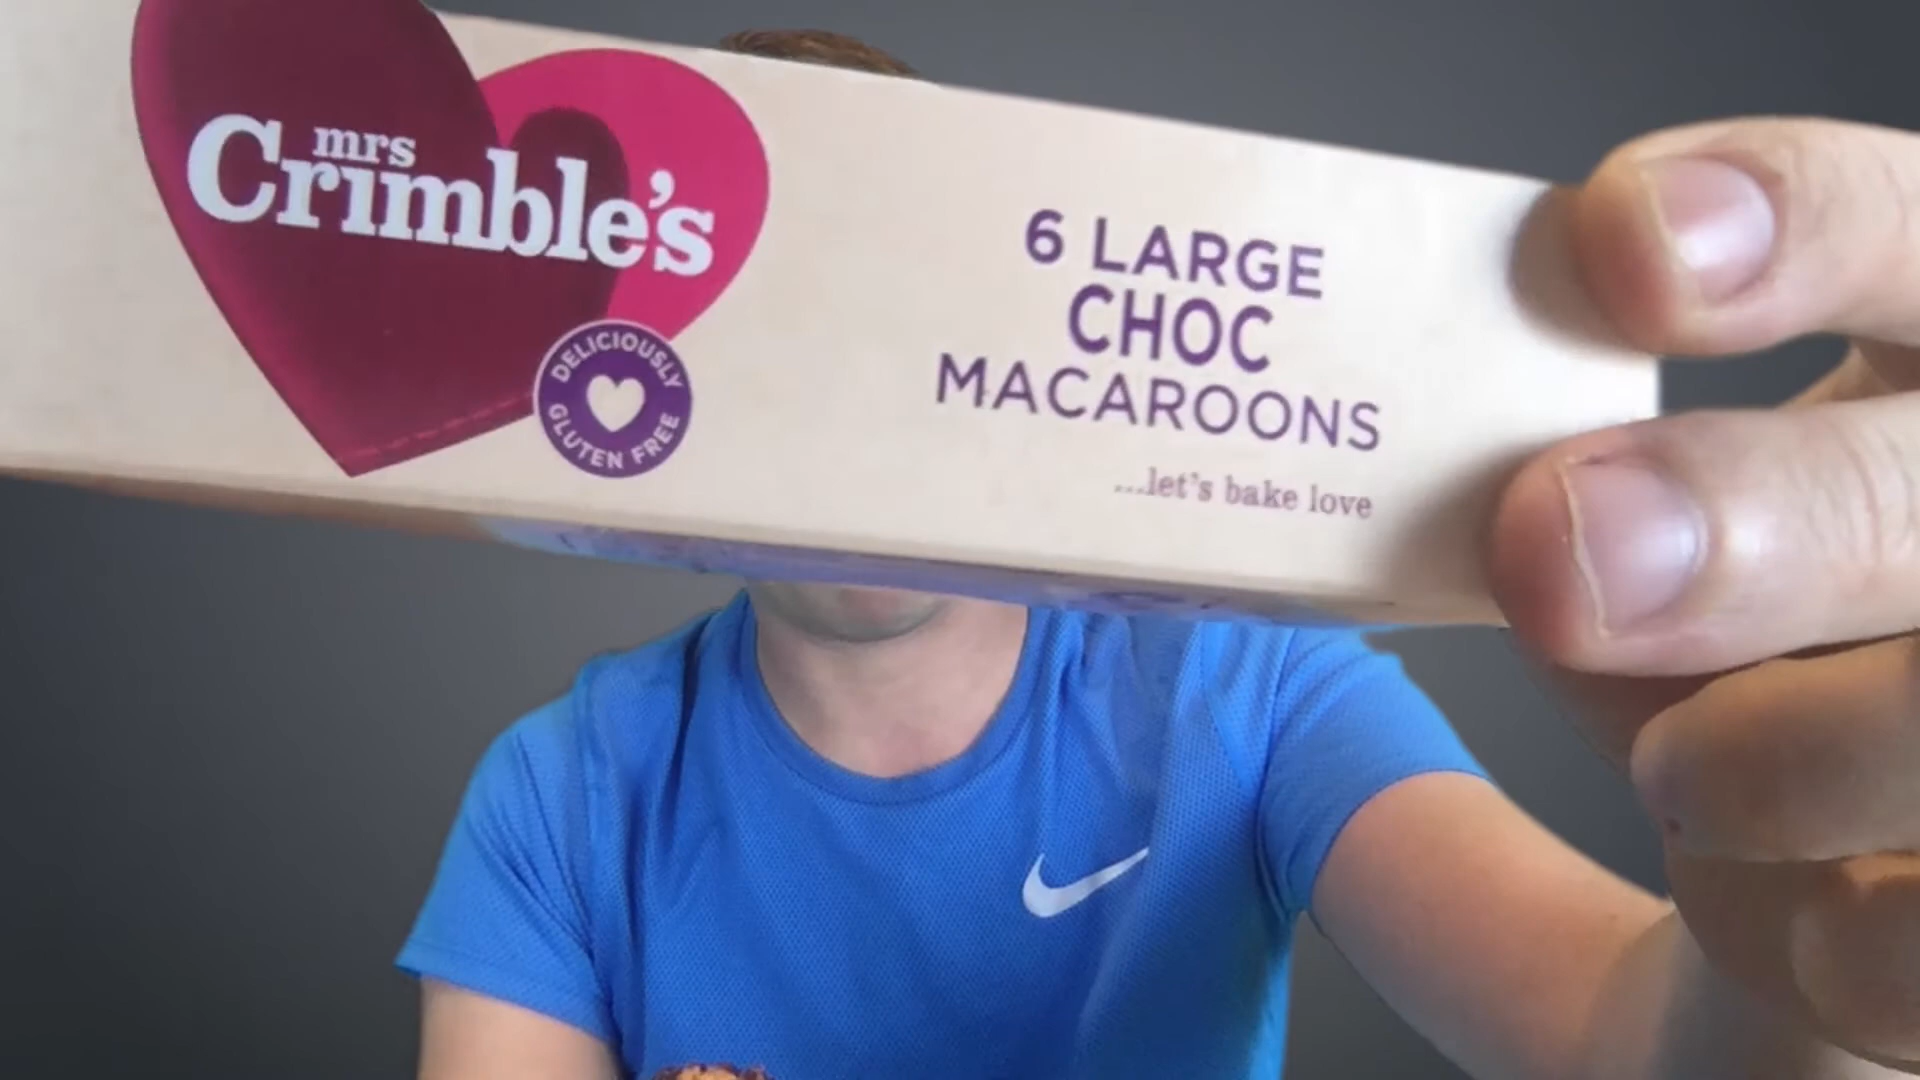 mrs
Crimble's
DELICIOUSLY
GLUTEN FREE
6 LARGE
CHOC
MACAROONS
...let's bake love